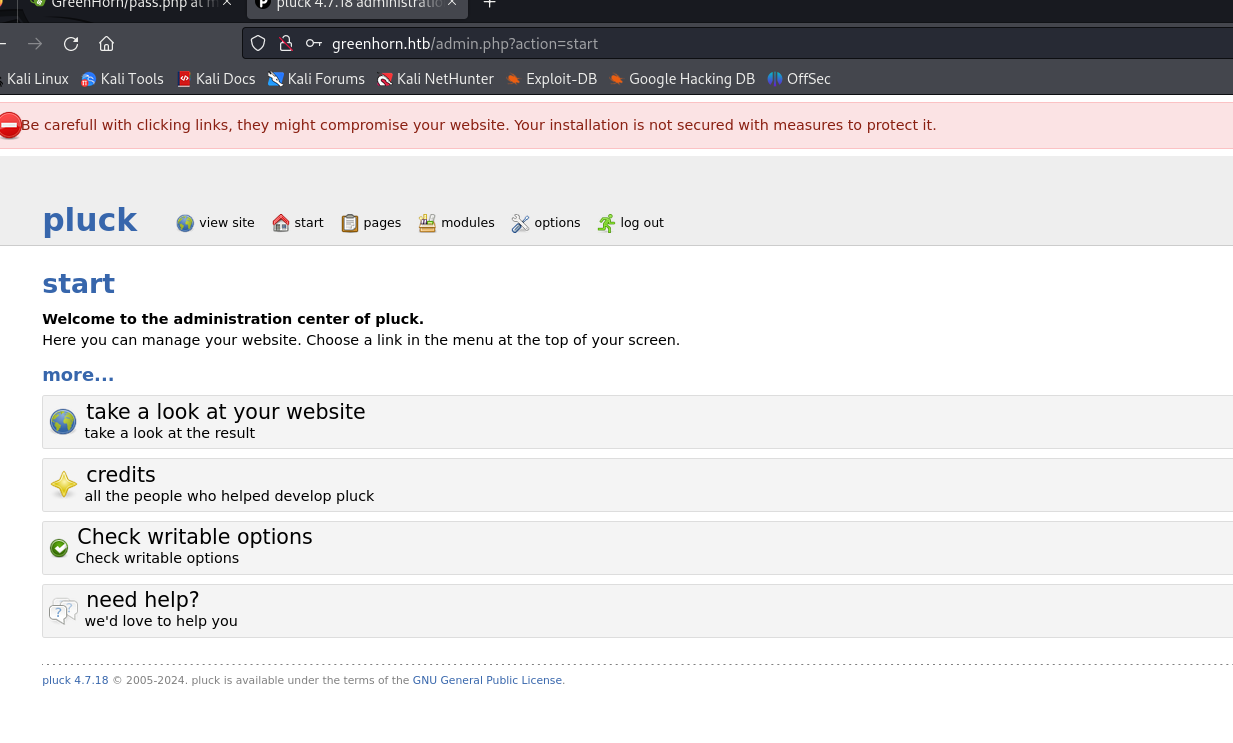 GreenHorn/pass.php at m
pluck 4.7.18 administratio
greenhorn.htb/admin.php?action=start
Kali Linux Kali Tools Kali Docs Kali Forums Kali NetHunter Exploit-DB Google Hacking DB OffSec
Be carefull with clicking links, they might compromise your website. Your installation is not secured with measures to protect it.
pluck view site start pages modules options log out
start
Welcome to the administration center of pluck.
Here you can manage your website. Choose a link in the menu at the top of your screen.
more...
take a look at your website
take a look at the result
credits
all the people who helped develop pluck
Check writable options
Check writable options
need help?
we'd love to help you
pluck 4.7.18 © 2005-2024. pluck is available under the terms of the GNU General Public License.